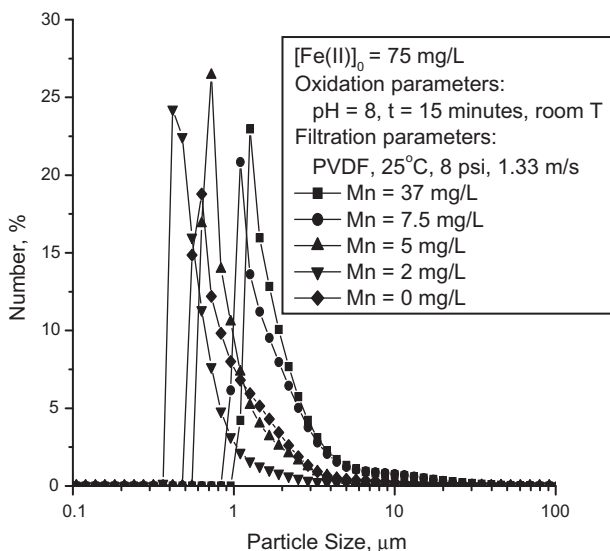 30
25
20
15
10
5
0
Number, %
[Fe(II)]0 = 75 mg/L
Oxidation parameters:
pH = 8, t = 15 minutes, room T
Filtration parameters:
PVDF, 25°C, 8 psi, 1.33 m/s
Mn = 37 mg/L
Mn = 7.5 mg/L
Mn = 5 mg/L
Mn = 2 mg/L
Mn = 0 mg/L
0.1 1 10 100
Particle Size, μm